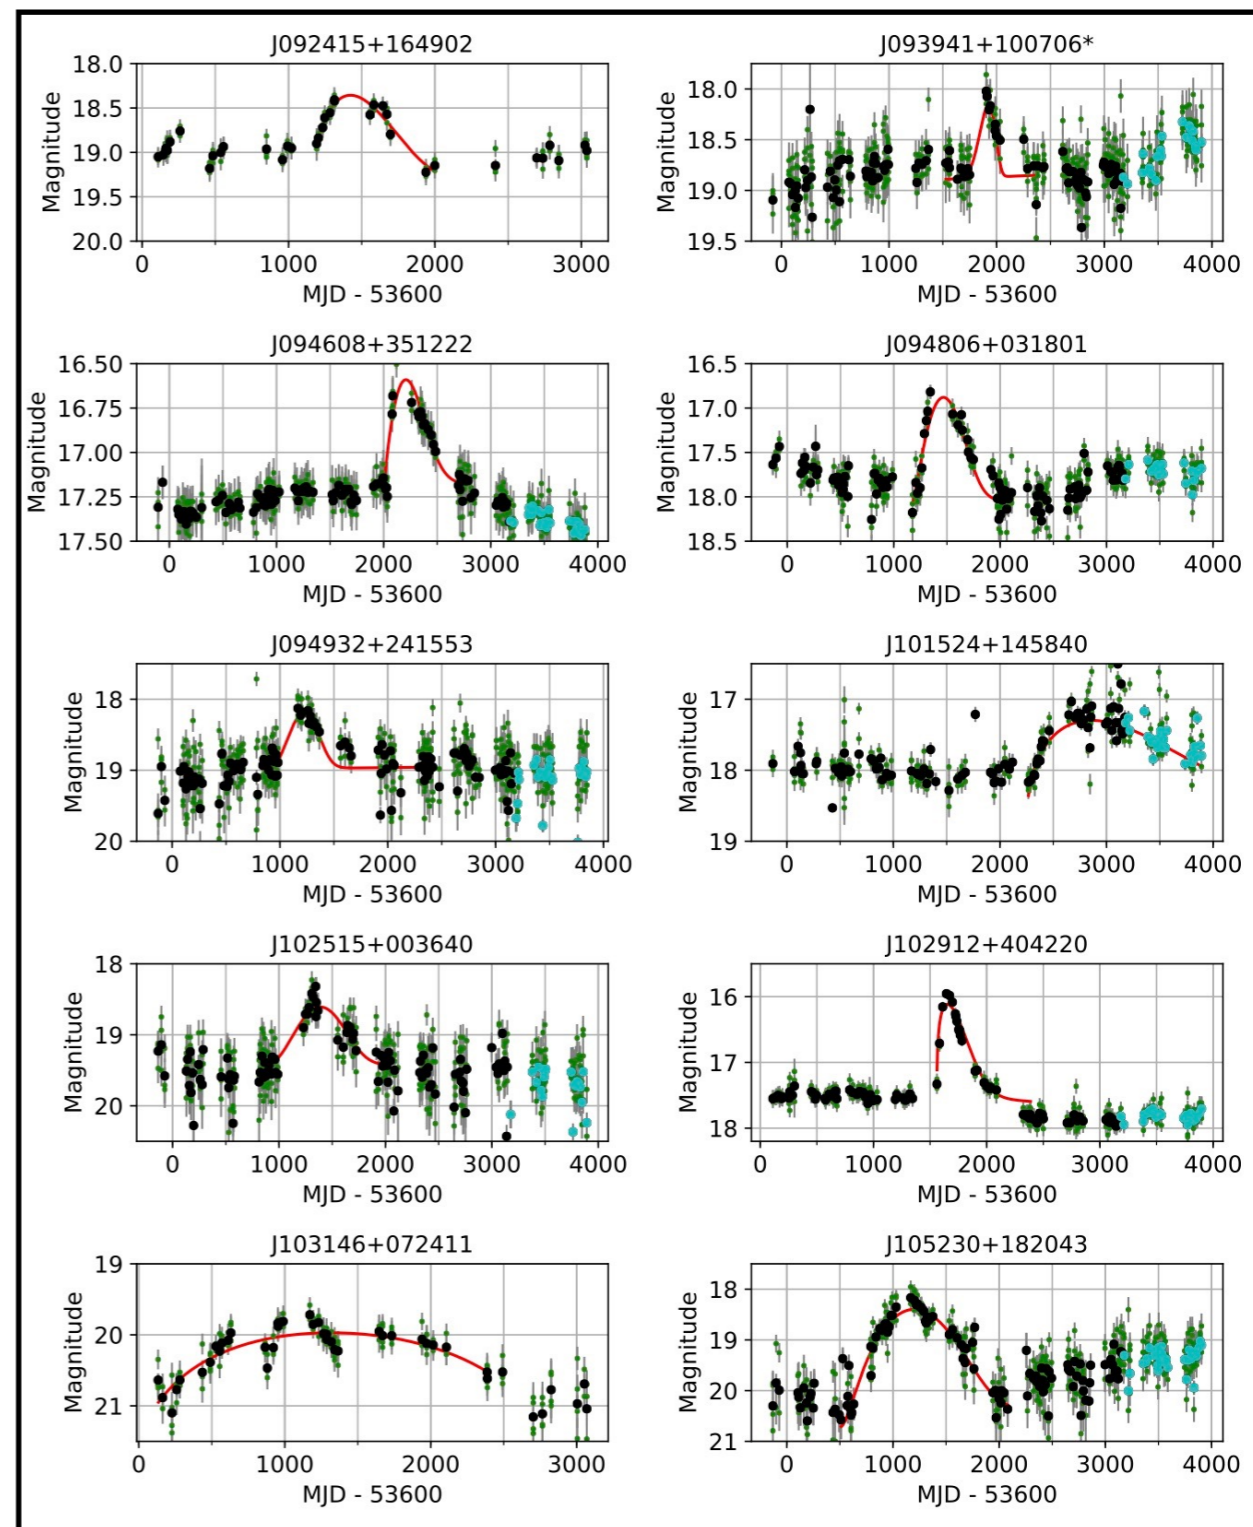 J092415+164902
18.0
18.5
19.0
19.5
20.0
Magnitude
0 1000 2000 3000
MJD - 53600
J093941+100706*
18.0
18.5
19.0
19.5
Magnitude
0 1000 2000 3000 4000
MJD - 53600
J094608+351222
16.50
16.75
17.00
17.25
17.50
Magnitude
0 1000 2000 3000 4000
MJD - 53600
J094806+031801
16.5
17.0
17.5
18.0
18.5
Magnitude
0 1000 2000 3000 4000
MJD - 53600
J094932+241553
18
19
20
Magnitude
0 1000 2000 3000 4000
MJD - 53600
J101524+145840
17
18
19
Magnitude
0 1000 2000 3000 4000
MJD - 53600
J102515+003640
18
19
20
Magnitude
0 1000 2000 3000 4000
MJD - 53600
J102912+404220
16
17
18
Magnitude
0 1000 2000 3000 4000
MJD - 53600
J103146+072411
19
20
21
Magnitude
0 1000 2000 3000
MJD - 53600
J105230+182043
18
19
20
21
Magnitude
0 1000 2000 3000 4000
MJD - 53600